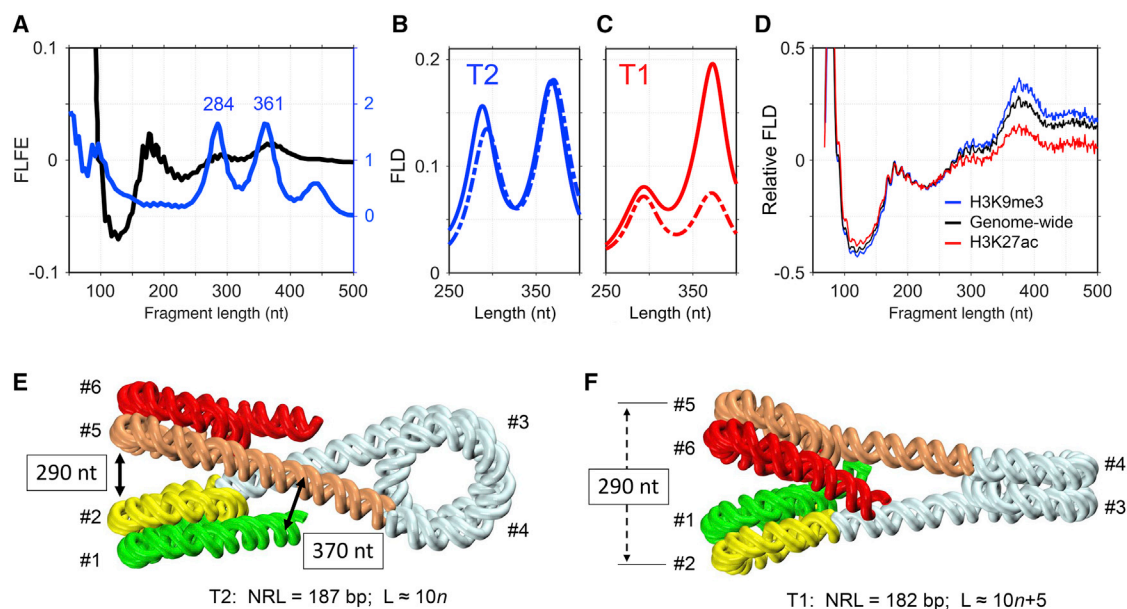 A
B
C
D
0.1
0
-0.1
FLFE
284
361
2
1
0
100
200
300
400
500
Fragment length (nt)
T2
FLD
0.2
0.1
0
250
350
Length (nt)
T1
250
350
Length (nt)
Relative FLD
0.5
0
-0.5
H3K9me3
Genome-wide
H3K27ac
100
200
300
400
500
Fragment length (nt)
E
#6
#5
290 nt
#2
#1
#3
#4
370 nt
T2: NRL = 187 bp; L ≈ 10n
F
#5
#6
290 nt
#1
#2
#4
#3
T1: NRL = 182 bp; L ≈ 10n+5